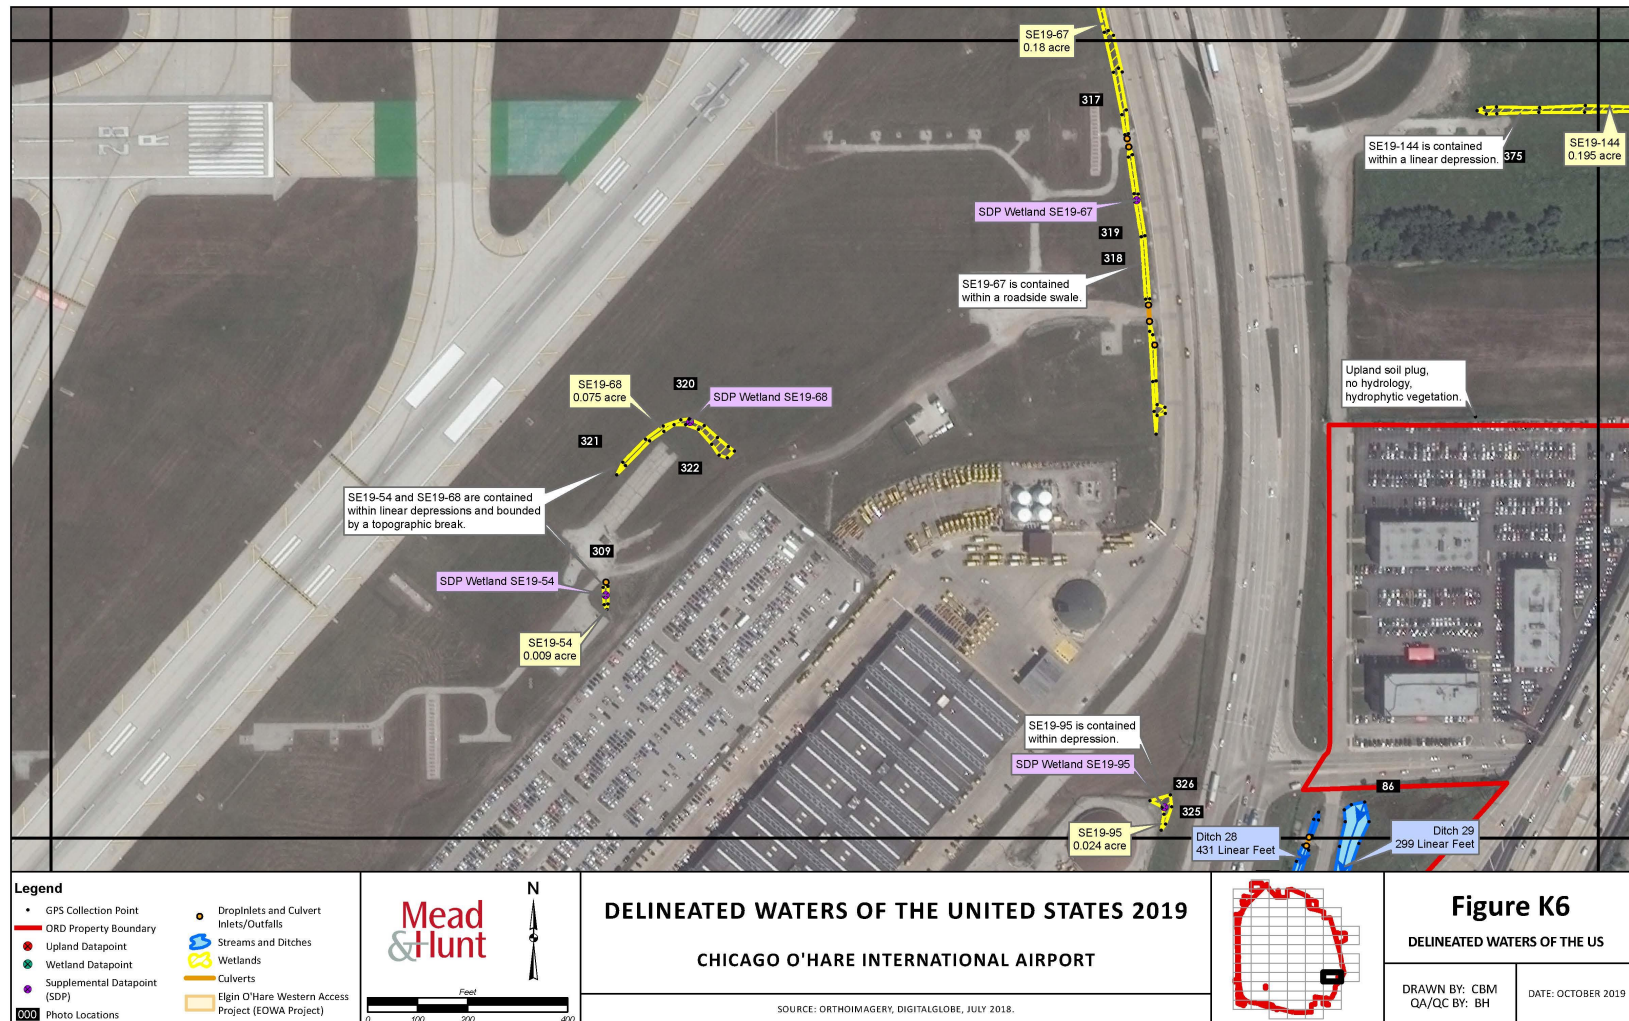 SE19-67
0.18 acre
317
SE19-144 is contained
within a linear depression.
375
SE19-144
0.195 acre
SDP Wetland SE19-67
319
318
SE19-67 is contained
within a roadside swale.
Upland soil plug,
no hydrology,
hydrophytic vegetation.
SE19-68
0.075 acre
320
SDP Wetland SE19-68
321
322
SE19-54 and SE19-68 are contained
within linear depressions and bounded
by a topographic break.
309
SDP Wetland SE19-54
SE19-54
0.009 acre
SE19-95 is contained
within depression.
SDP Wetland SE19-95
326
325
86
SE19-95
0.024 acre
Ditch 28
431 Linear Feet
Ditch 29
299 Linear Feet
Legend
GPS Collection Point
ORD Property Boundary
Upland Datapoint
Wetland Datapoint
Supplemental Datapoint
(SDP)
000 Photo Locations
DropInlets and Culvert
Inlets/Outfalls
Streams and Ditches
Wetlands
Culverts
Elgin O'Hare Western Access
Project (EOWA Project)
Mead
&Hunt
N
Feet
0 100 200 400
DELINEATED WATERS OF THE UNITED STATES 2019
CHICAGO O'HARE INTERNATIONAL AIRPORT
SOURCE: ORTHOIMAGERY, DIGITALGLOBE, JULY 2018.
Figure K6
DELINEATED WATERS OF THE US
DRAWN BY: CBM
QA/QC BY: BH
DATE: OCTOBER 2019